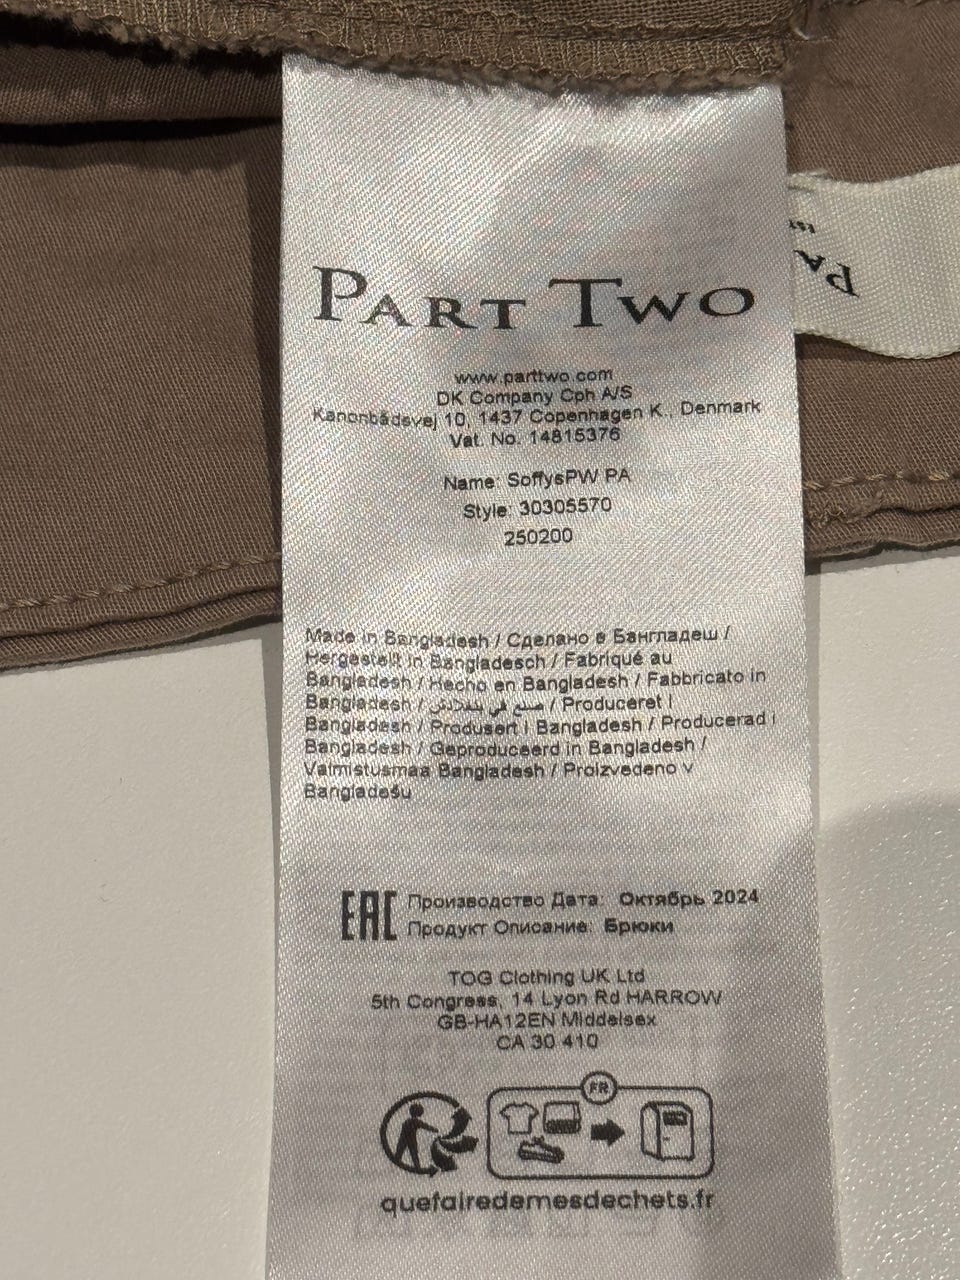 PART TWO
www.parttwo.com
DK Company Cph A/S
Kanonbådsvej 10, 1437 Copenhagen K., Denmark
Vat. No. 14815376
Name: SoffysPW PA
Style: 30305570
250200
Made in Bangladesh / Сделано в Бангладеш /
Hergestellt in Bangladesch / Fabriqué au
Bangladesh / Hecho en Bangladesh / Fabbricato in
Bangladesh / صنع في بنغلادش / Produceret i
Bangladesh / Produsert i Bangladesh / Producerad i
Bangladesh / Geproduceerd in Bangladesh /
Valmistusmaa Bangladesh / Proizvedeno v
Bangladešu
EAC Производство Дата: Октябрь 2024
Продукт Описание: Брюки
TOG Clothing UK Ltd
5th Congress, 14 Lyon Rd HARROW
GB-HA12EN Middelsex
CA 30 410
FR
quefairedemesdechets.fr
PA